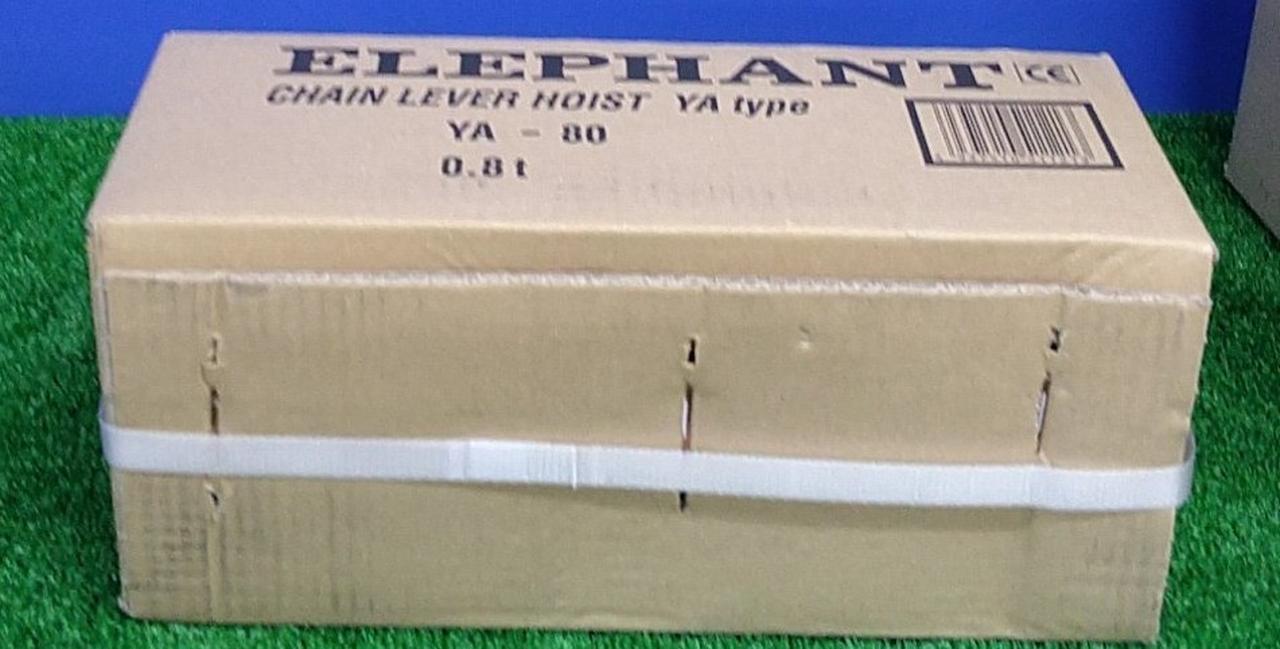 ELEPHANT CE
CHAIN LEVER HOIST YA type
YA - 80
0.8 t